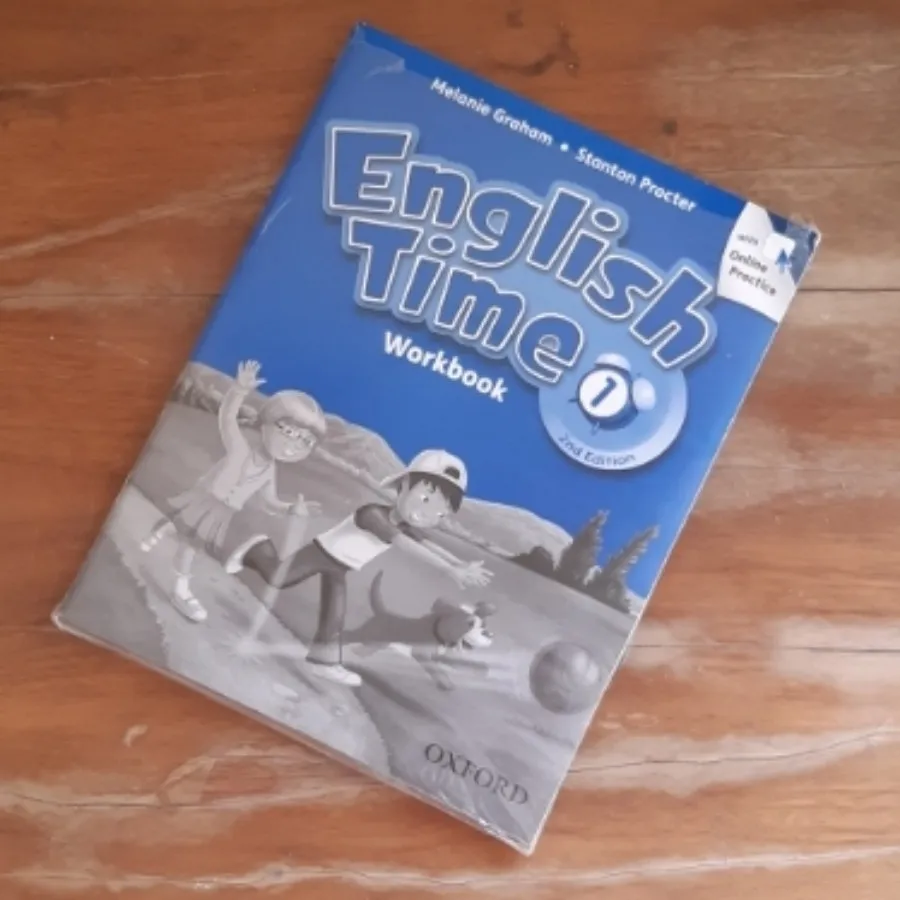 Melanie Graham • Stanton Procter
with
Online
Practice
English
Time
Workbook
1
2nd Edition
OXFORD